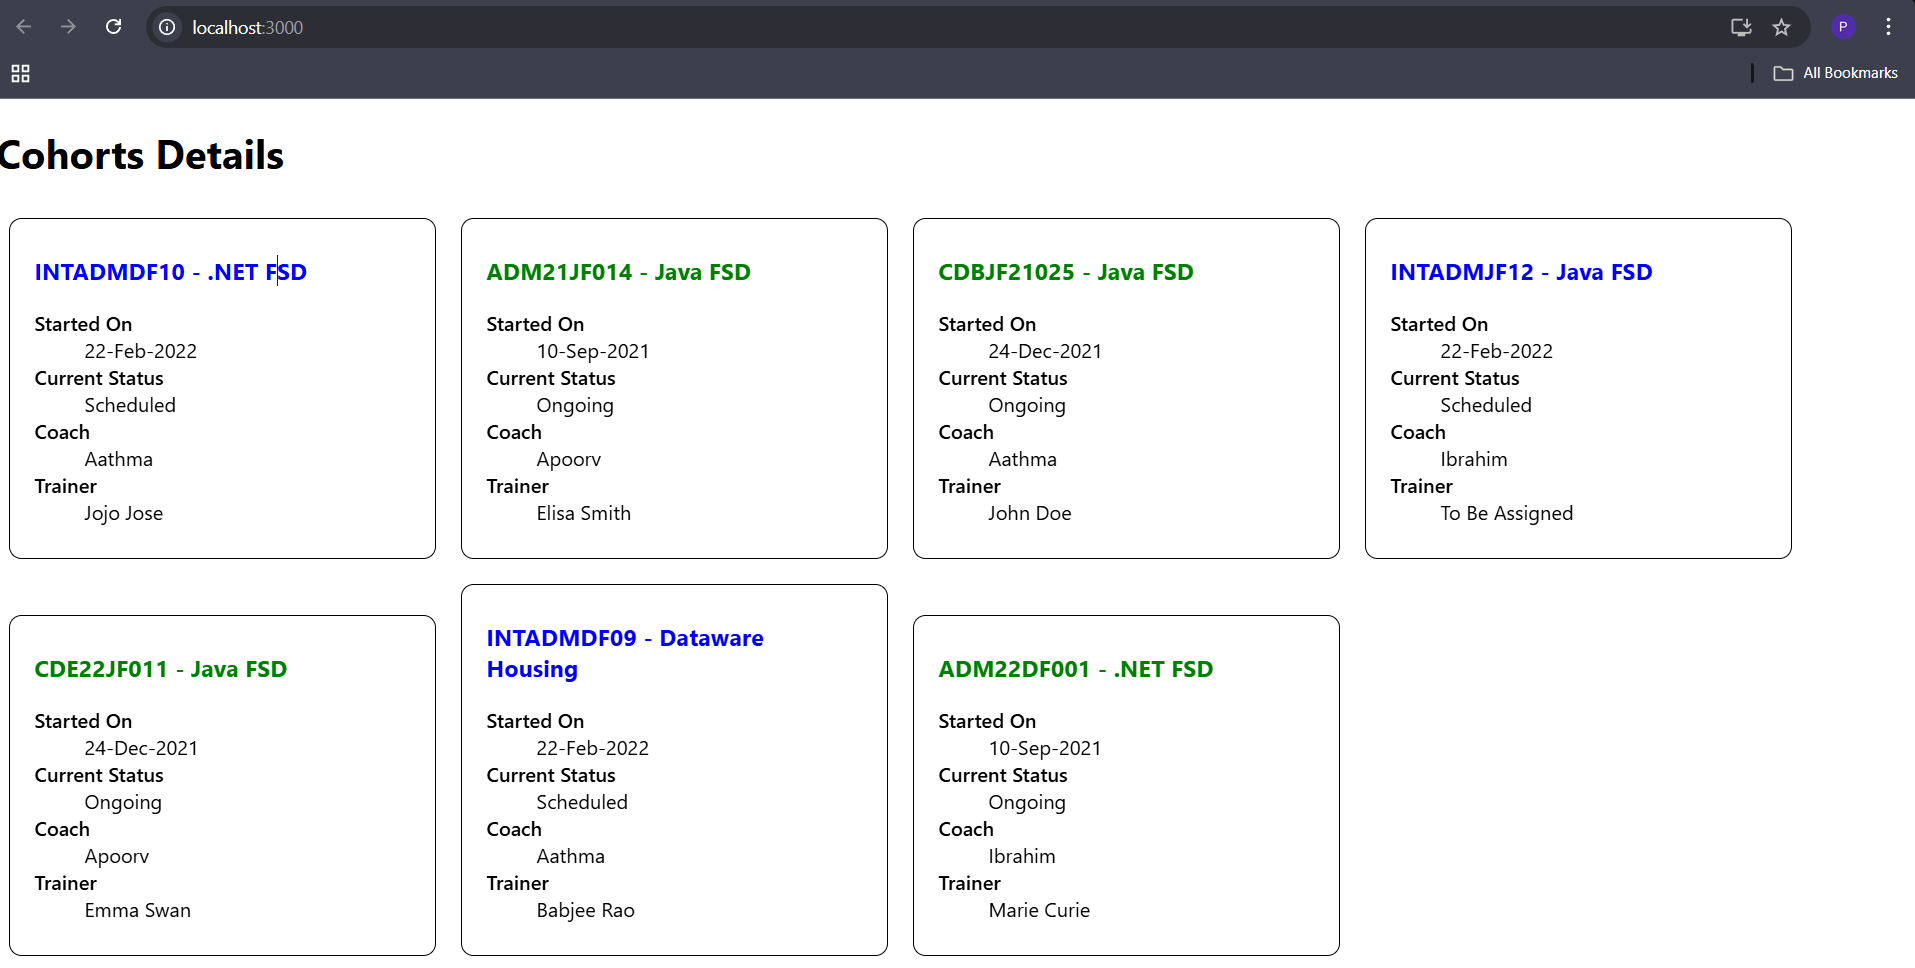 localhost:3000
P
All Bookmarks
Cohorts Details
INTADMDF10 - .NET FSD
Started On
22-Feb-2022
Current Status
Scheduled
Coach
Aathma
Trainer
Jojo Jose
ADM21JF014 - Java FSD
Started On
10-Sep-2021
Current Status
Ongoing
Coach
Apoorv
Trainer
Elisa Smith
CDBJF21025 - Java FSD
Started On
24-Dec-2021
Current Status
Ongoing
Coach
Aathma
Trainer
John Doe
INTADMJF12 - Java FSD
Started On
22-Feb-2022
Current Status
Scheduled
Coach
Ibrahim
Trainer
To Be Assigned
CDE22JF011 - Java FSD
Started On
24-Dec-2021
Current Status
Ongoing
Coach
Apoorv
Trainer
Emma Swan
INTADMDF09 - Dataware
Housing
Started On
22-Feb-2022
Current Status
Scheduled
Coach
Aathma
Trainer
Babjee Rao
ADM22DF001 - .NET FSD
Started On
10-Sep-2021
Current Status
Ongoing
Coach
Ibrahim
Trainer
Marie Curie